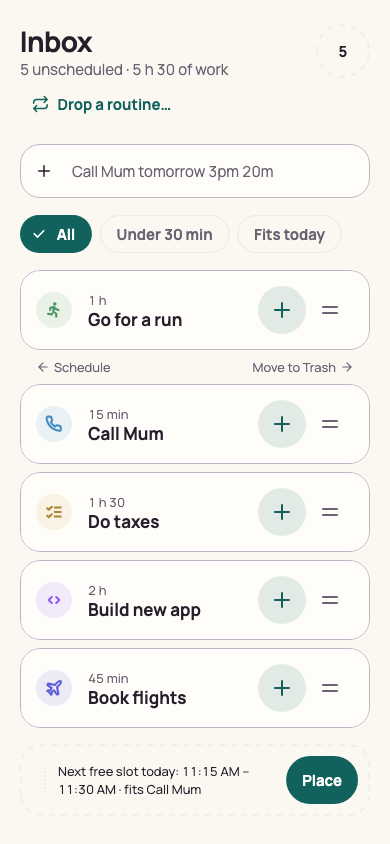 Inbox
5 unscheduled · 5 h 30 of work
5
Drop a routine...
Call Mum tomorrow 3pm 20m
All
Under 30 min
Fits today
1 h
Go for a run
← Schedule
Move to Trash →
15 min
Call Mum
1 h 30
Do taxes
2 h
Build new app
45 min
Book flights
Next free slot today: 11:15 AM –
11:30 AM · fits Call Mum
Place